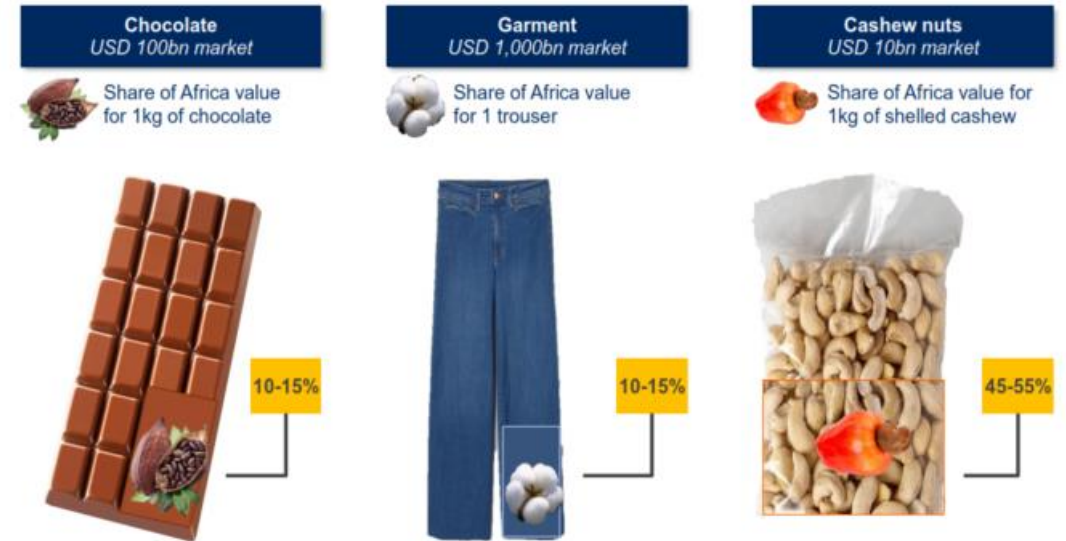 Chocolate
USD 100bn market
Share of Africa value
for 1kg of chocolate
10-15%
Garment
USD 1,000bn market
Share of Africa value
for 1 trouser
10-15%
Cashew nuts
USD 10bn market
Share of Africa value for
1kg of shelled cashew
45-55%